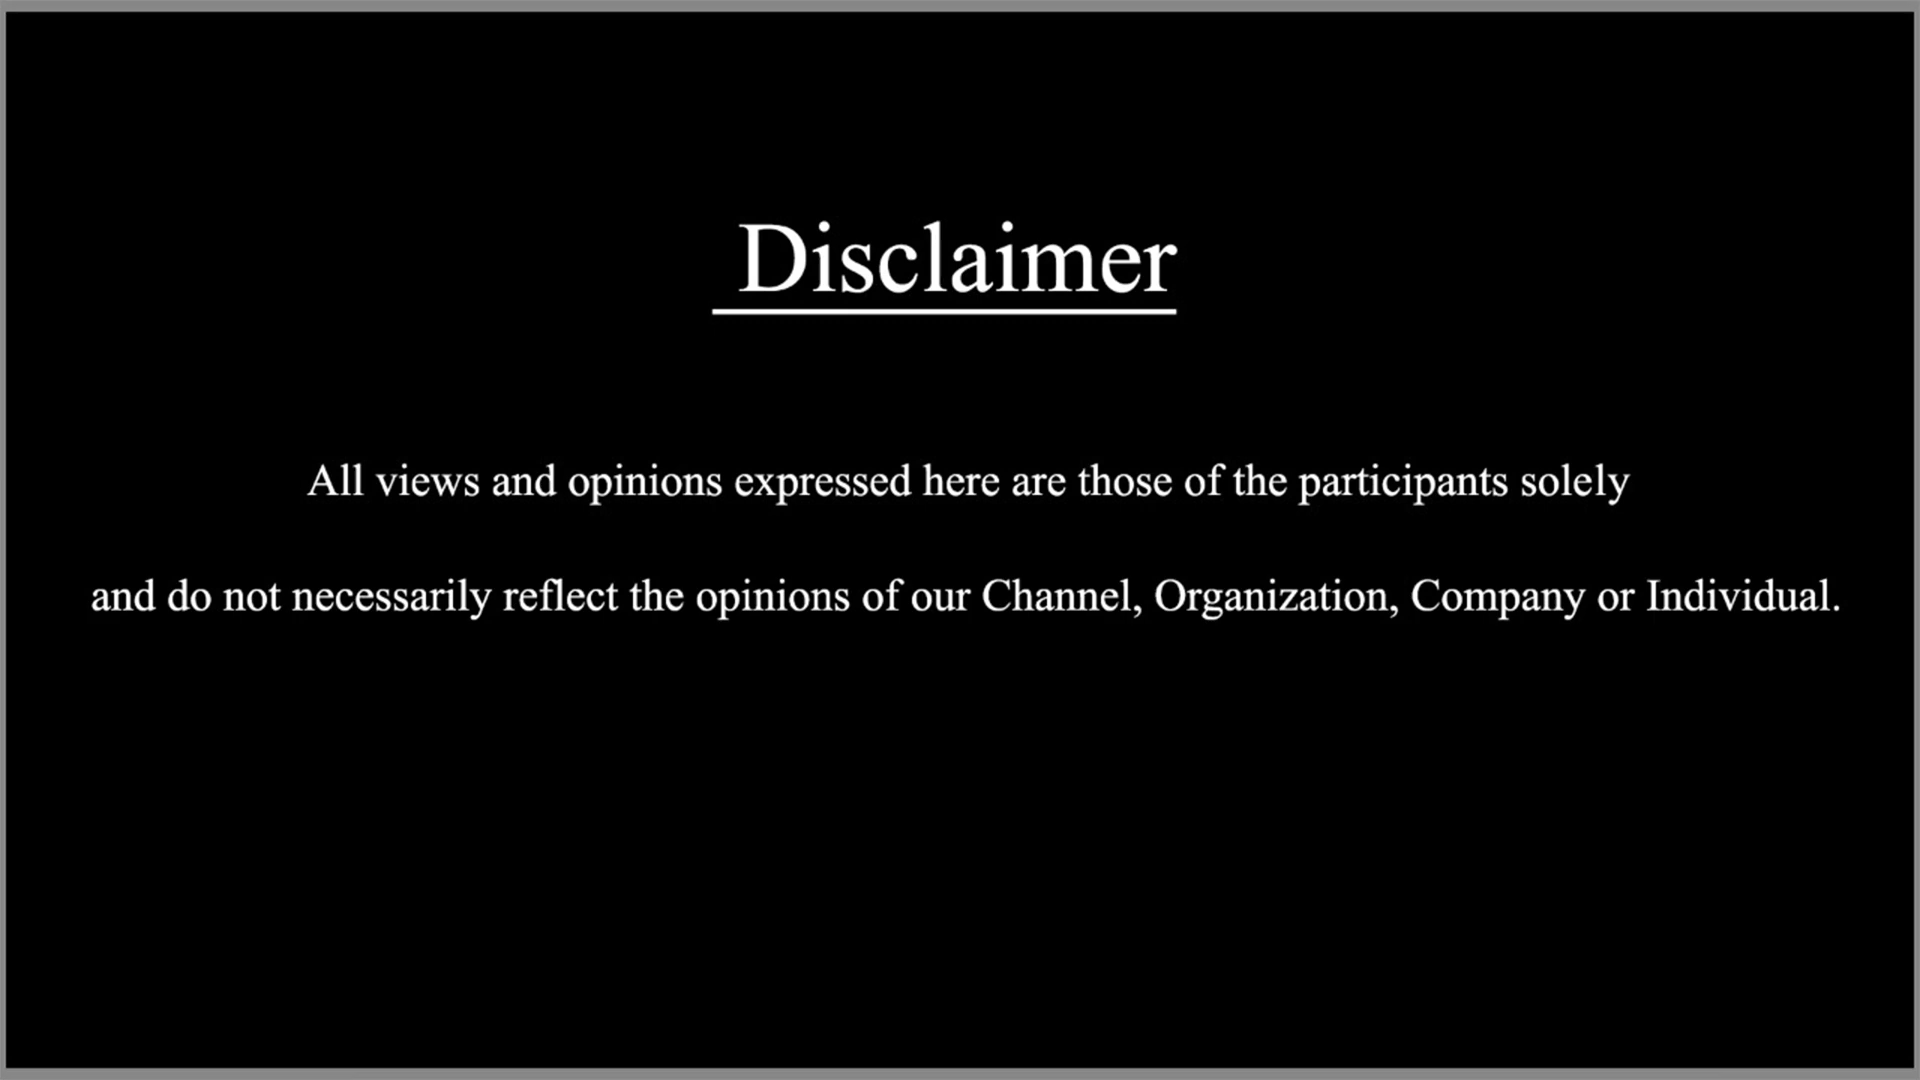 Disclaimer
All views and opinions expressed here are those of the participants solely
and do not necessarily reflect the opinions of our Channel, Organization, Company or Individual.